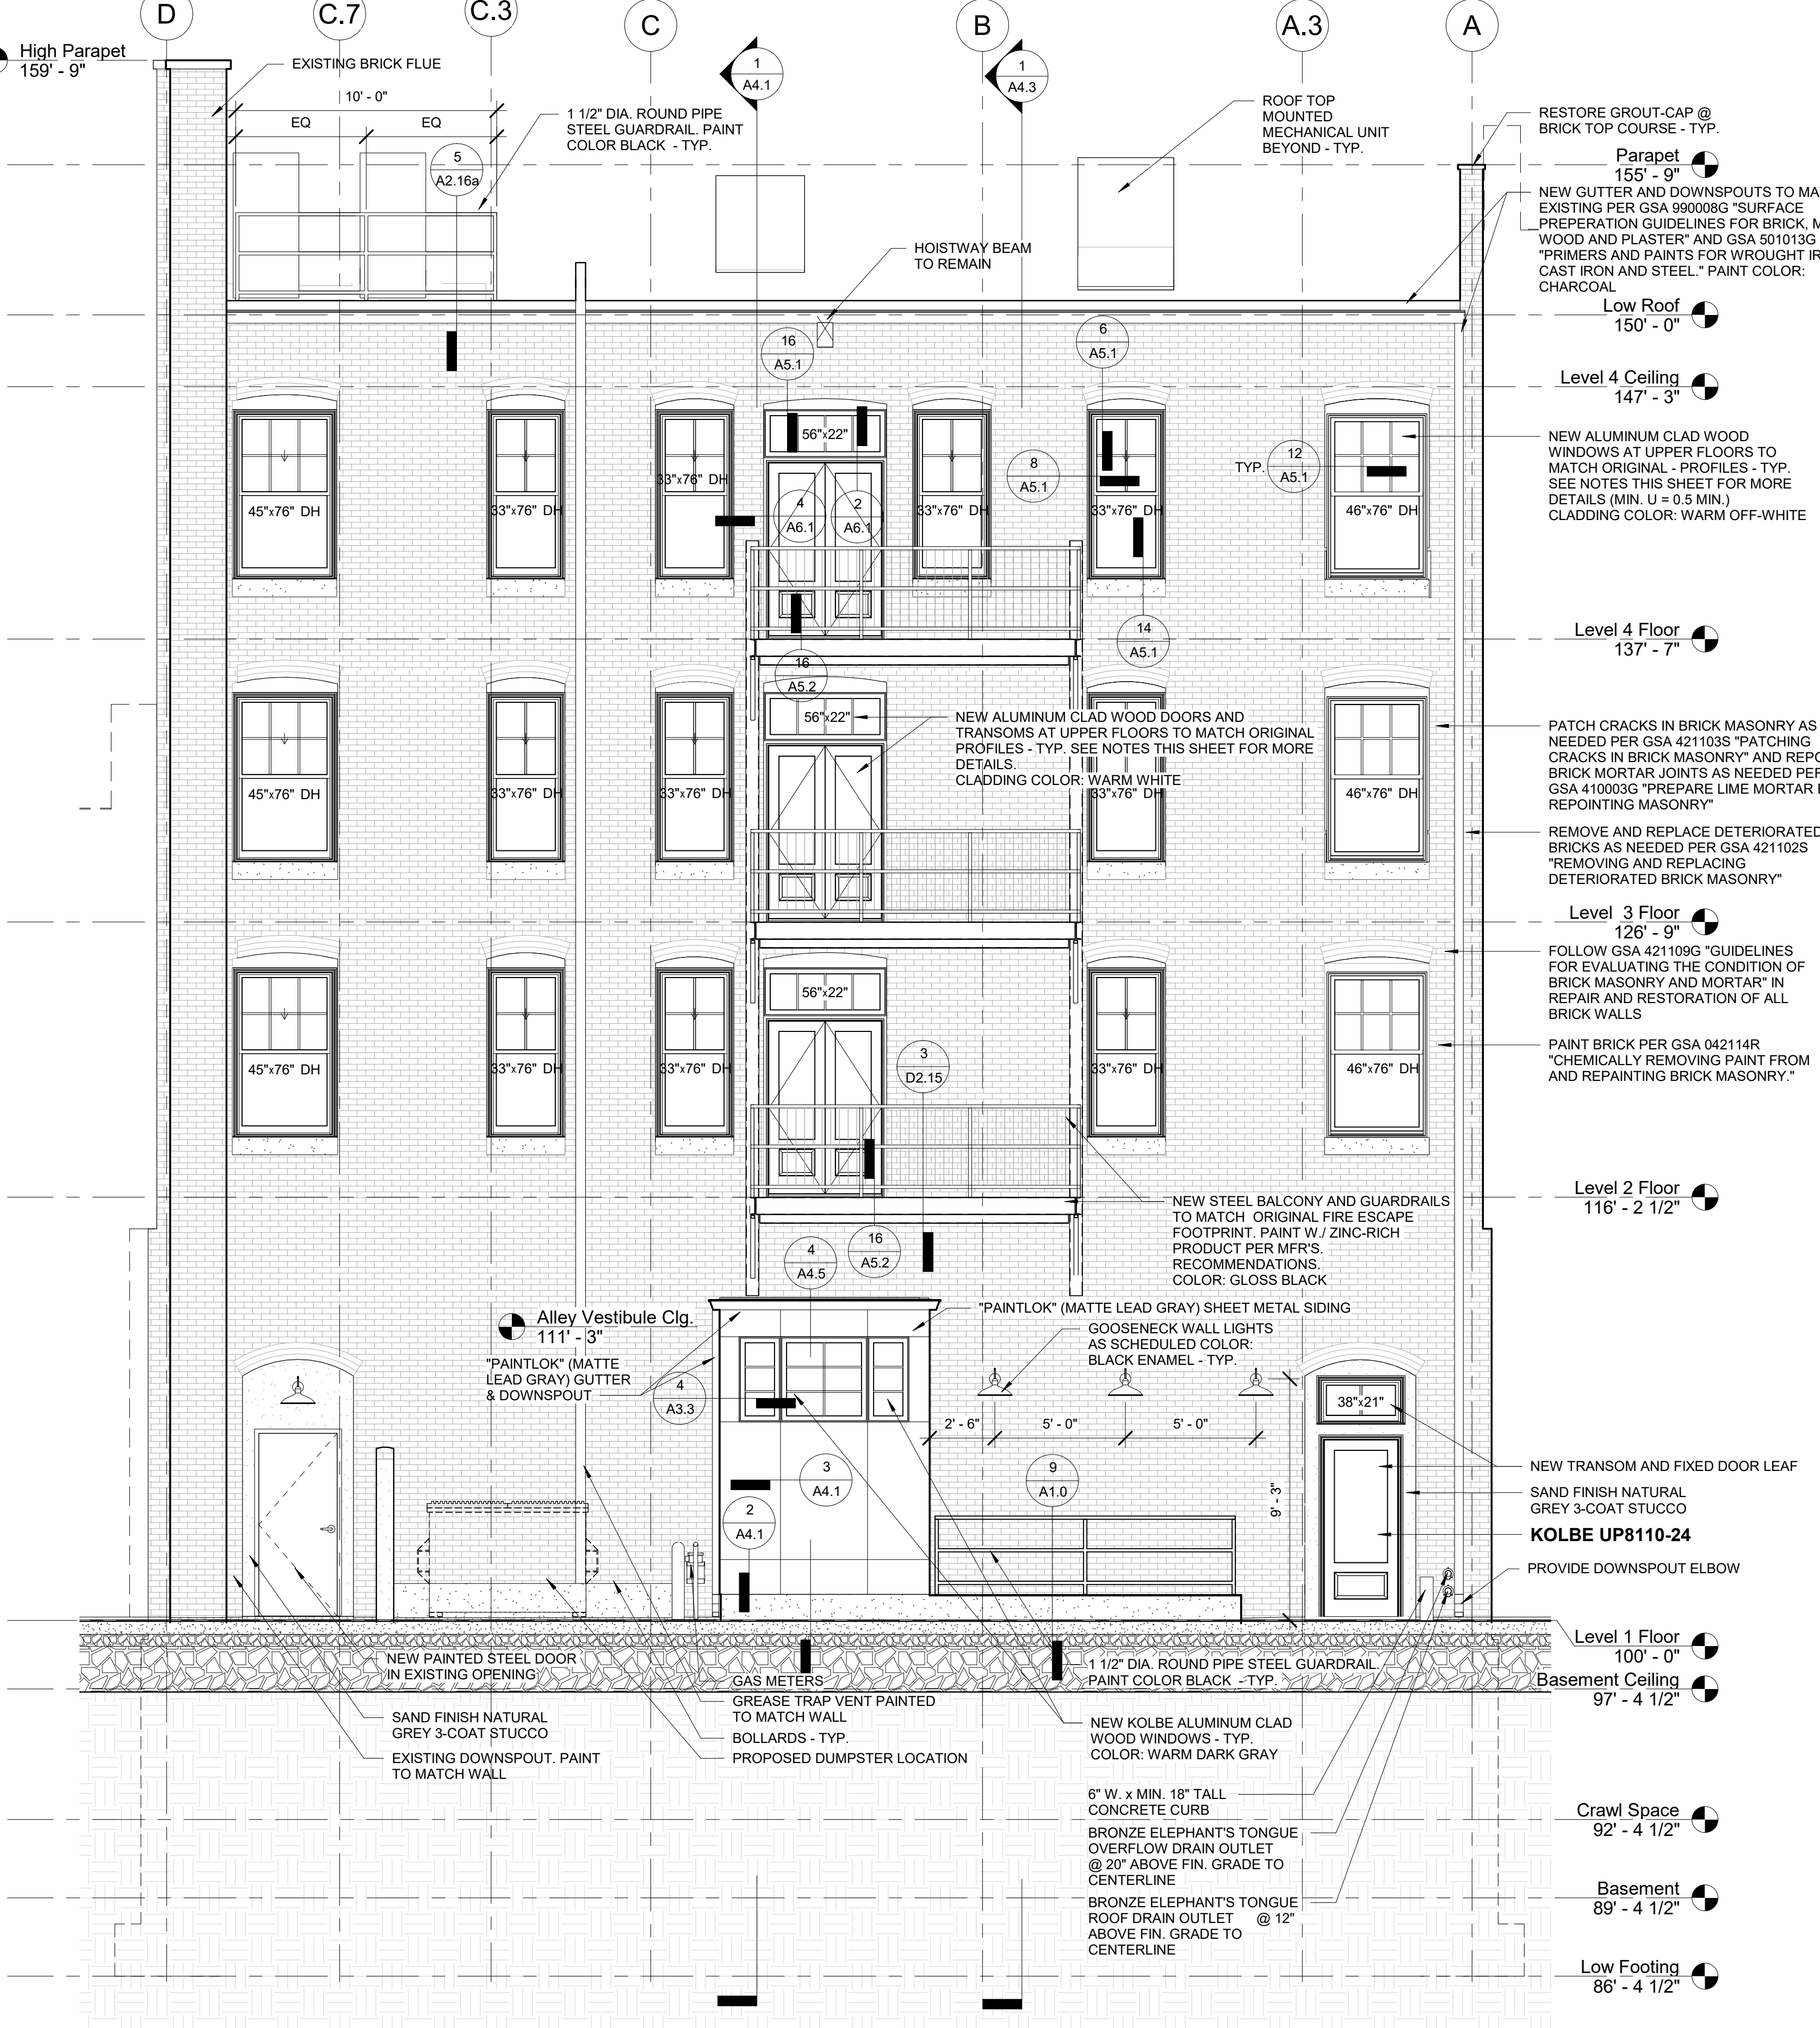 D
C.7
C.3
C
B
A.3
A
High Parapet
159' - 9"
EXISTING BRICK FLUE
10' - 0"
EQ
EQ
1 1/2" DIA. ROUND PIPE
STEEL GUARDRAIL. PAINT
COLOR BLACK - TYP.
5
A2.16a
1
A4.1
1
A4.3
ROOF TOP
MOUNTED
MECHANICAL UNIT
BEYOND - TYP.
HOISTWAY BEAM
TO REMAIN
RESTORE GROUT-CAP @
BRICK TOP COURSE - TYP.
Parapet
155' - 9"
NEW GUTTER AND DOWNSPOUTS TO
EXISTING PER GSA 990008G "SURFACE
PREPERATION GUIDELINES FOR BRICK,
WOOD AND PLASTER" AND GSA 501013G
"PRIMERS AND PAINTS FOR WROUGHT
CAST IRON AND STEEL." PAINT COLOR:
CHARCOAL
Low Roof
150' - 0"
16
A5.1
6
A5.1
Level 4 Ceiling
147' - 3"
56"x22"
45"x76" DH
33"x76" DH
33"x76" DH
4
A6.1
2
A6.1
33"x76" DH
8
A5.1
33"x76" DH
TYP.
12
A5.1
46"x76" DH
NEW ALUMINUM CLAD WOOD
WINDOWS AT UPPER FLOORS TO
MATCH ORIGINAL - PROFILES - TYP.
SEE NOTES THIS SHEET FOR MORE
DETAILS (MIN. U = 0.5 MIN.)
CLADDING COLOR: WARM OFF-WHITE
14
A5.1
Level 4 Floor
137' - 7"
16
A5.2
56"x22"
NEW ALUMINUM CLAD WOOD DOORS AND
TRANSOMS AT UPPER FLOORS TO MATCH ORIGINAL
PROFILES - TYP. SEE NOTES THIS SHEET FOR MORE
DETAILS.
CLADDING COLOR: WARM WHITE
45"x76" DH
33"x76" DH
33"x76" DH
33"x76" DH
46"x76" DH
PATCH CRACKS IN BRICK MASONRY AS
NEEDED PER GSA 421103S "PATCHING
CRACKS IN BRICK MASONRY" AND
BRICK MORTAR JOINTS AS NEEDED PER
GSA 410003G "PREPARE LIME MORTAR
REPOINTING MASONRY"
REMOVE AND REPLACE DETERIORATED
BRICKS AS NEEDED PER GSA 421102S
"REMOVING AND REPLACING
DETERIORATED BRICK MASONRY"
Level 3 Floor
126' - 9"
FOLLOW GSA 421109G "GUIDELINES
FOR EVALUATING THE CONDITION OF
BRICK MASONRY AND MORTAR" IN
REPAIR AND RESTORATION OF ALL
BRICK WALLS
56"x22"
45"x76" DH
33"x76" DH
33"x76" DH
3
D2.15
33"x76" DH
46"x76" DH
PAINT BRICK PER GSA 042114R
"CHEMICALLY REMOVING PAINT FROM
AND REPAINTING BRICK MASONRY."
Level 2 Floor
116' - 2 1/2"
NEW STEEL BALCONY AND GUARDRAILS
TO MATCH ORIGINAL FIRE ESCAPE
FOOTPRINT. PAINT W./ ZINC-RICH
PRODUCT PER MFR'S.
RECOMMENDATIONS.
COLOR: GLOSS BLACK
4
A4.5
16
A5.2
Alley Vestibule Clg.
111' - 3"
"PAINTLOK" (MATTE LEAD GRAY) SHEET METAL SIDING
GOOSENECK WALL LIGHTS
AS SCHEDULED COLOR:
BLACK ENAMEL - TYP.
"PAINTLOK" (MATTE
LEAD GRAY) GUTTER
& DOWNSPOUT
4
A3.3
2' - 6"
5' - 0"
5' - 0"
38"x21"
3
A4.1
9
A1.0
2
A4.1
9' - 3"
NEW TRANSOM AND FIXED DOOR LEAF
SAND FINISH NATURAL
GREY 3-COAT STUCCO
KOLBE UP8110-24
PROVIDE DOWNSPOUT ELBOW
Level 1 Floor
100' - 0"
Basement Ceiling
97' - 4 1/2"
NEW PAINTED STEEL DOOR
IN EXISTING OPENING
GAS METERS
GREASE TRAP VENT PAINTED
TO MATCH WALL
BOLLARDS - TYP.
PROPOSED DUMPSTER LOCATION
1 1/2" DIA. ROUND PIPE STEEL GUARDRAIL.
PAINT COLOR BLACK - TYP.
SAND FINISH NATURAL
GREY 3-COAT STUCCO
EXISTING DOWNSPOUT. PAINT
TO MATCH WALL
NEW KOLBE ALUMINUM CLAD
WOOD WINDOWS - TYP.
COLOR: WARM DARK GRAY
6" W. x MIN. 18" TALL
CONCRETE CURB
BRONZE ELEPHANT'S TONGUE
OVERFLOW DRAIN OUTLET
@ 20" ABOVE FIN. GRADE TO
CENTERLINE
BRONZE ELEPHANT'S TONGUE
ROOF DRAIN OUTLET @ 12"
ABOVE FIN. GRADE TO
CENTERLINE
Crawl Space
92' - 4 1/2"
Basement
89' - 4 1/2"
Low Footing
86' - 4 1/2"